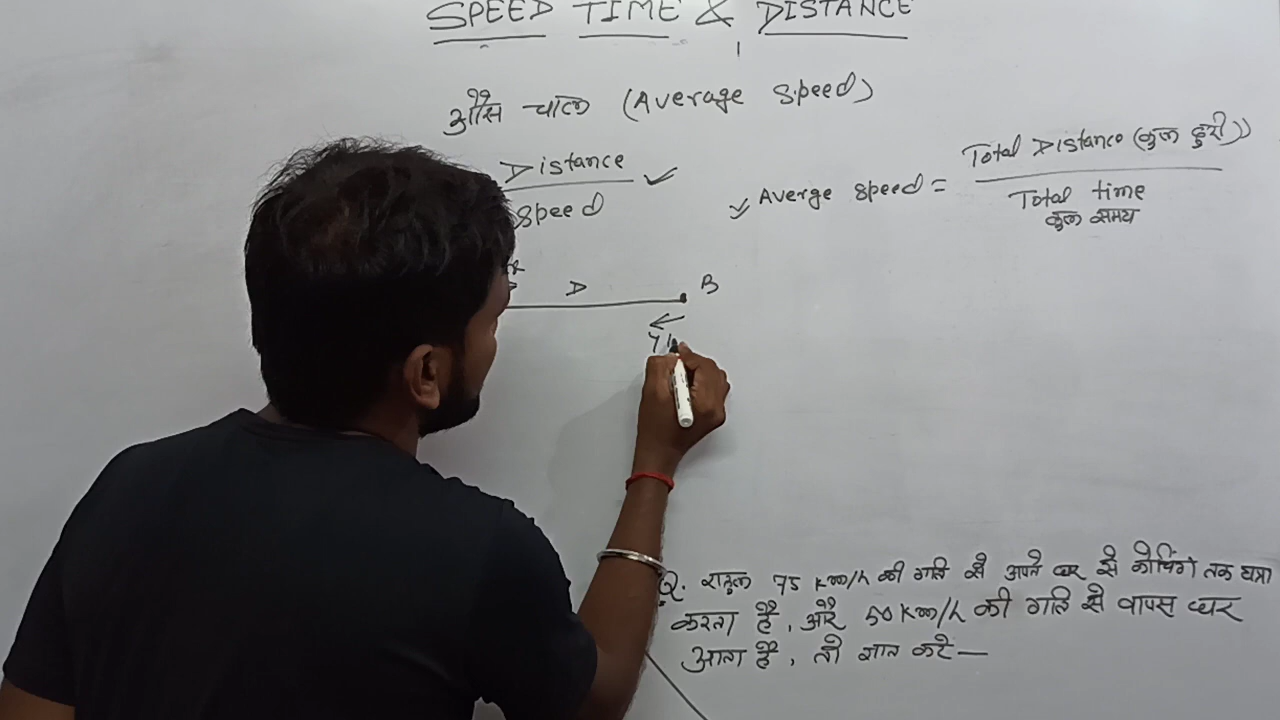 SPEED TIME & DISTANCE
औसै चाल (Average Speed)
Distance
Speed
Averge speed = Total Distance (कुल दुरी)
Total time
कुल समय
D
B
y k
Q. राहुल 75 km/h की गति से अपने घर से कोचिंग तक यात्रा
करता है, और 50 km/h की गति से वापस घर
आता है, तो ज्ञात करे —